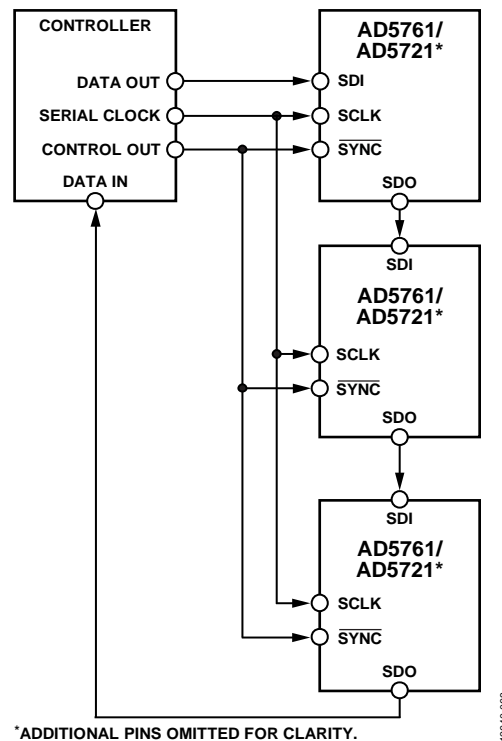 CONTROLLER
DATA OUT
SERIAL CLOCK
CONTROL OUT
DATA IN
AD5761/
AD5721*
SDI
SCLK
SYNC
SDO
SDI
AD5761/
AD5721*
SCLK
SYNC
SDO
SDI
AD5761/
AD5721*
SCLK
SYNC
SDO
*ADDITIONAL PINS OMITTED FOR CLARITY.